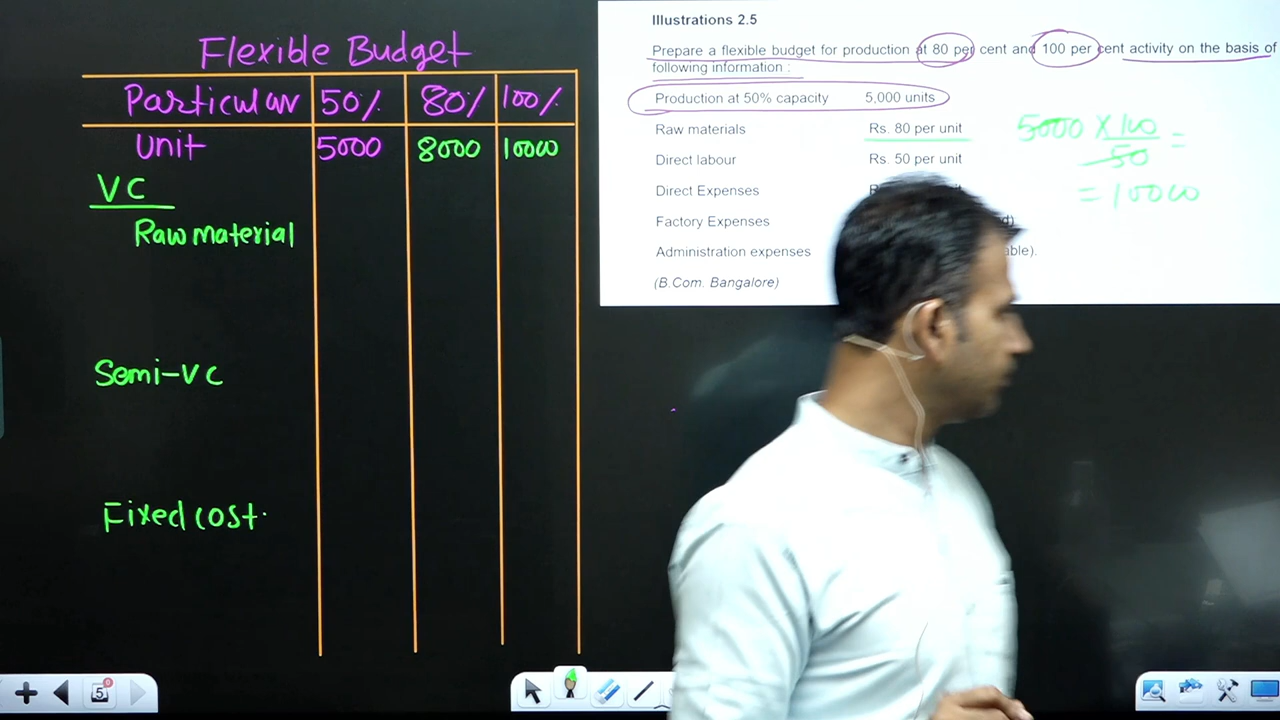 Flexible Budget
Particular 50% 80% 100%
Unit 5000 8000 10000
VC
Raw material
Semi-VC
Fixed cost.
Illustrations 2.5
Prepare a flexible budget for production at 80 per cent and 100 per cent activity on the basis of
following information :
Production at 50% capacity 5,000 units
Raw materials Rs. 80 per unit
Direct labour Rs. 50 per unit
Direct Expenses
Factory Expenses
Administration expenses
(B.Com. Bangalore)
5000 X 100 =
50
= 10000
5